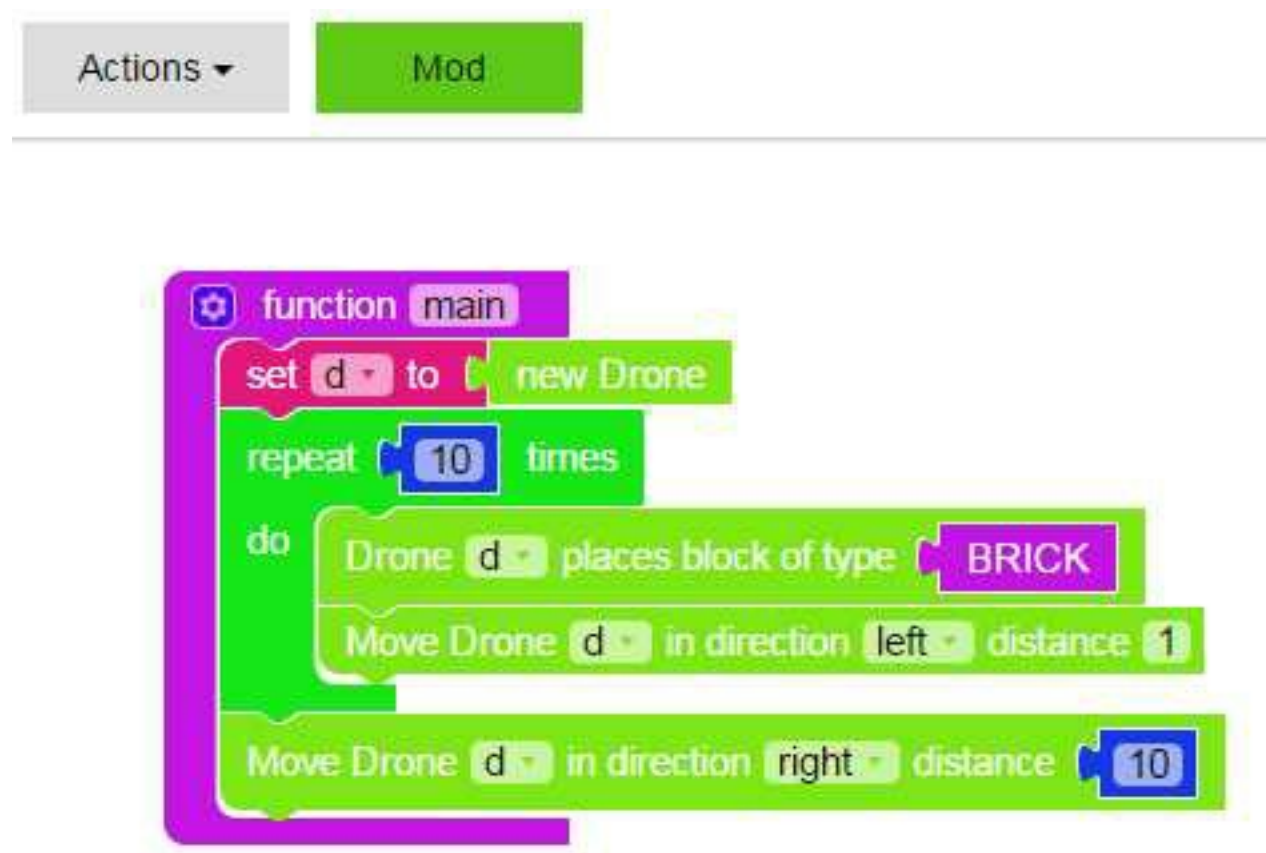 Actions Mod
function main
set d to new Drone
repeat 10 times
do Drone d places block of type BRICK
Move Drone d in direction left distance 1
Move Drone d in direction right distance 10